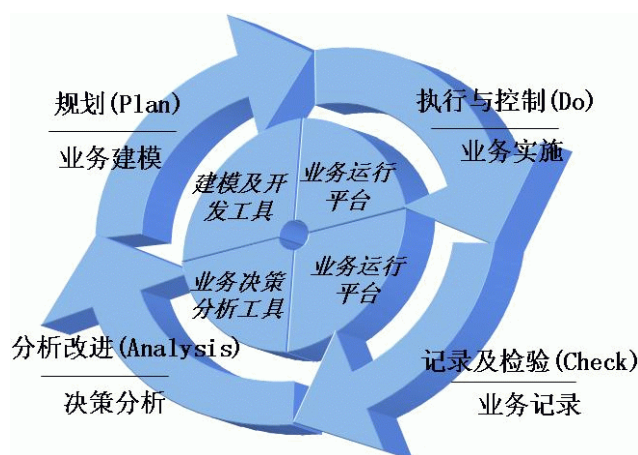 规划(Plan)
业务建模
执行与控制(Do)
业务实施
建模及开
发工具
业务运行
平台
业务决策
分析工具
业务运行
平台
分析改进(Analysis)
决策分析
记录及检验(Check)
业务记录